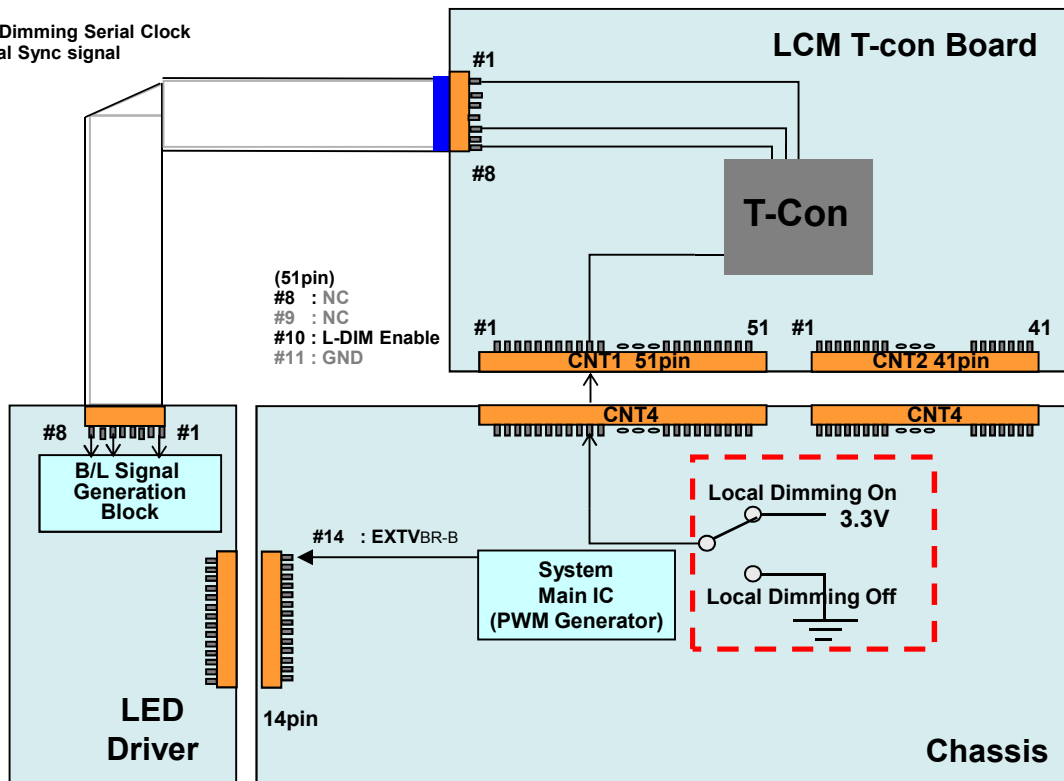 Dimming Serial Clock
al Sync signal
LCM T-con Board
#1
#8
T-Con
(51pin)
#8 : NC
#9 : NC
#10 : L-DIM Enable
#11 : GND
#1 51 #1 41
CNT1 51pin CNT2 41pin
CNT4 CNT4
#8 #1
B/L Signal
Generation
Block
Local Dimming On
3.3V
#14 : EXTVBR-B
System
Main IC
(PWM Generator)
Local Dimming Off
LED
Driver
14pin
Chassis